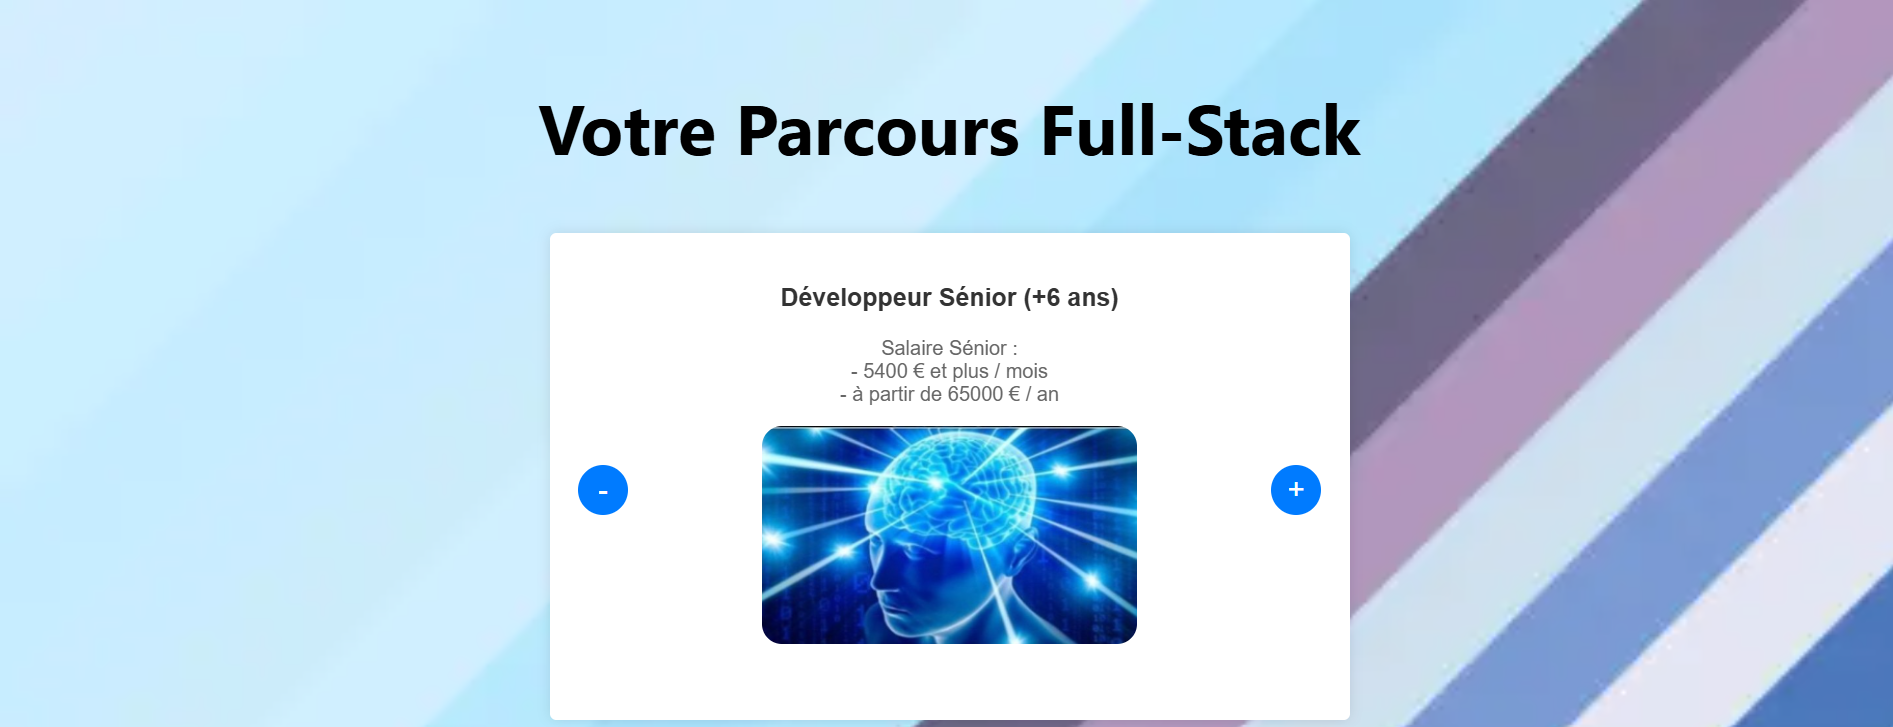 Votre Parcours Full-Stack
Développeur Sénior (+6 ans)
Salaire Sénior :
- 5400 € et plus / mois
- à partir de 65000 € / an
-
+